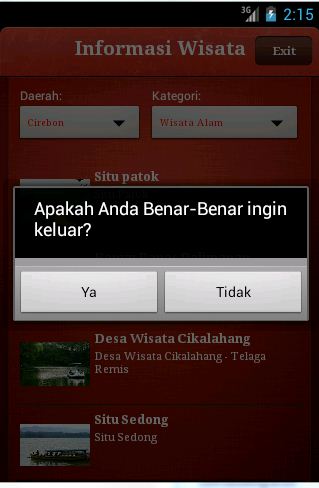 3G 2:15
Informasi Wisata Exit
Daerah: Kategori:
Cirebon Wisata Alam
Situ patok
Apakah Anda Benar-Benar ingin
keluar?
Ya Tidak
Desa Wisata Cikalahang
Desa Wisata Cikalahang - Telaga
Remis
Situ Sedong
Situ Sedong